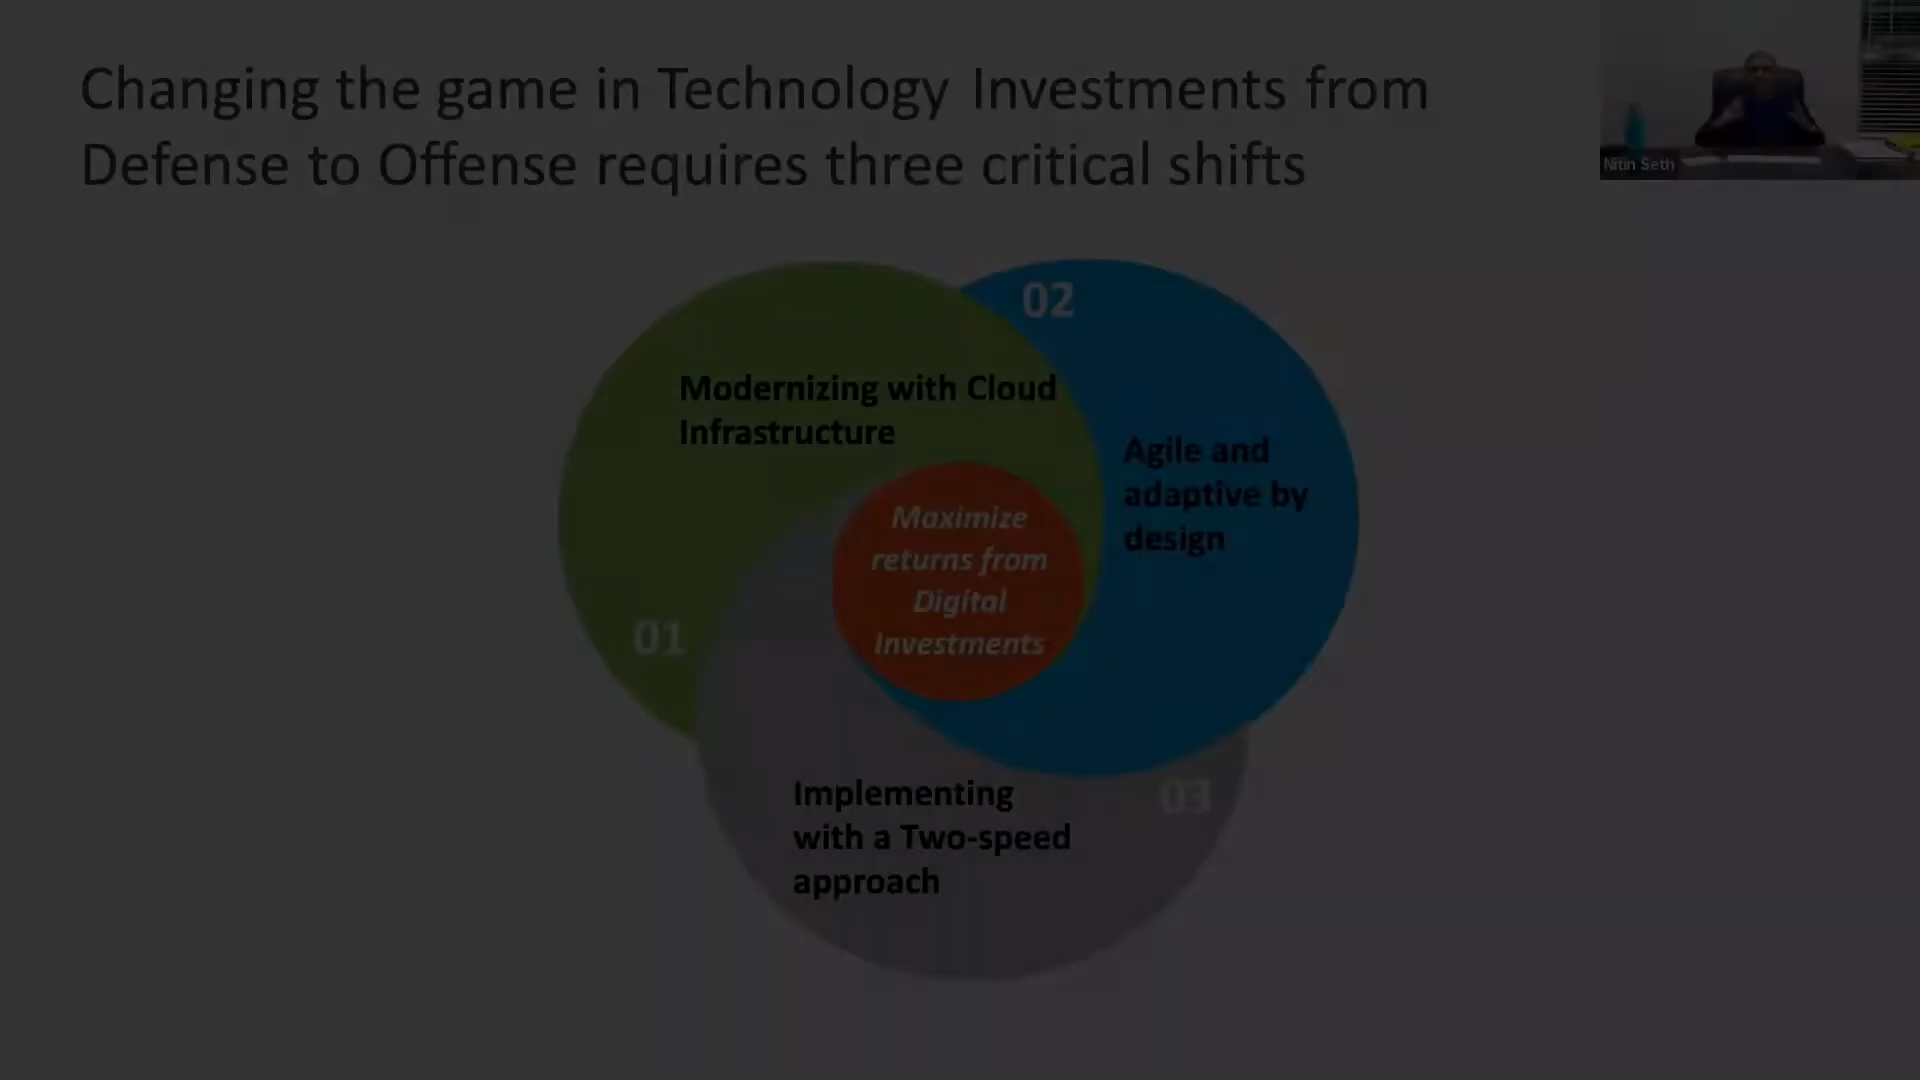 Changing the game in Technology Investments from
Defense to Offense requires three critical shifts
Nitin Seth
02
Modernizing with Cloud
Infrastructure
Agile and
adaptive by
design
Maximize
returns from
Digital
Investments
01
Implementing
with a Two-speed
approach
03